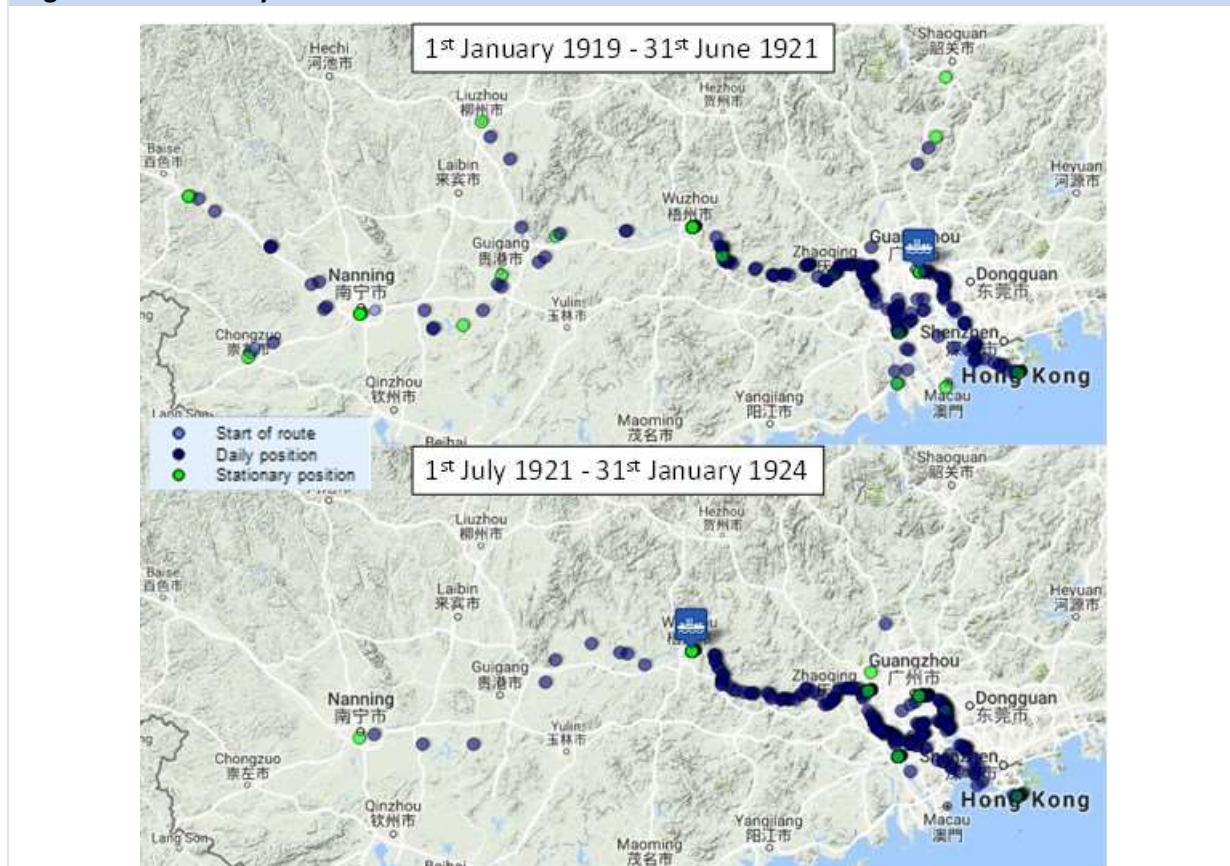 1st January 1919 - 31st June 1921
Hechi
河池市
Liuzhou
柳州市
Hezhou
贺州市
Shaoguan
韶关市
Baise
百色市
Laibin
来宾市
Heyuan
河源市
Wuzhou
梧州市
Guigang
贵港市
Zhaoqing
Dongguan
东莞市
Nanning
南宁市
Yulin
玉林市
Chongzuo
Shenzhen
Hong Kong
Qinzhou
钦州市
Yangjiang
阳江市
Macau
澳門
Maoming
茂名市
Lang Son
Beihai
Start of route
Daily position
Stationary position
1st July 1921 - 31st January 1924
Shaoguan
韶关市
Liuzhou
柳州市
Hezhou
贺州市
Baise
百色市
Laibin
来宾市
Heyuan
河源市
Guigang
贵港市
Zhaoqing
Guangzhou
广州市
Nanning
南宁市
Dongguan
东莞市
Yulin
玉林市
Chongzuo
崇左市
Shenzhen
Hong Kong
Qinzhou
钦州市
Yangjiang
阳江市
Macau
澳門
Lang Son
Maoming
茂名市
Beihai